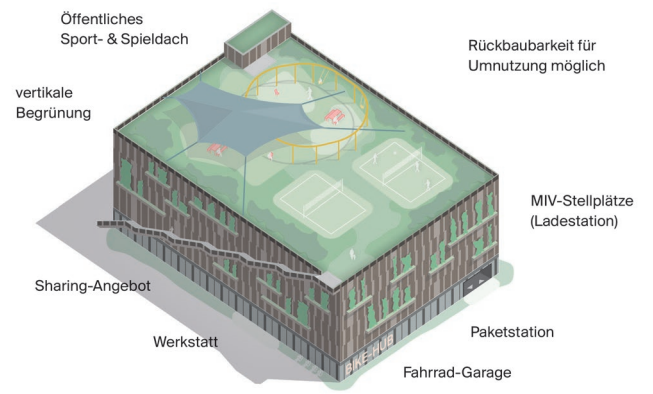 Öffentliches
Sport- & Spieldach
Rückbaubarkeit für
Umnutzung möglich
vertikale
Begrünung
MIV-Stellplätze
(Ladestation)
Sharing-Angebot
Werkstatt
Paketstation
BIKE HUB
Fahrrad-Garage